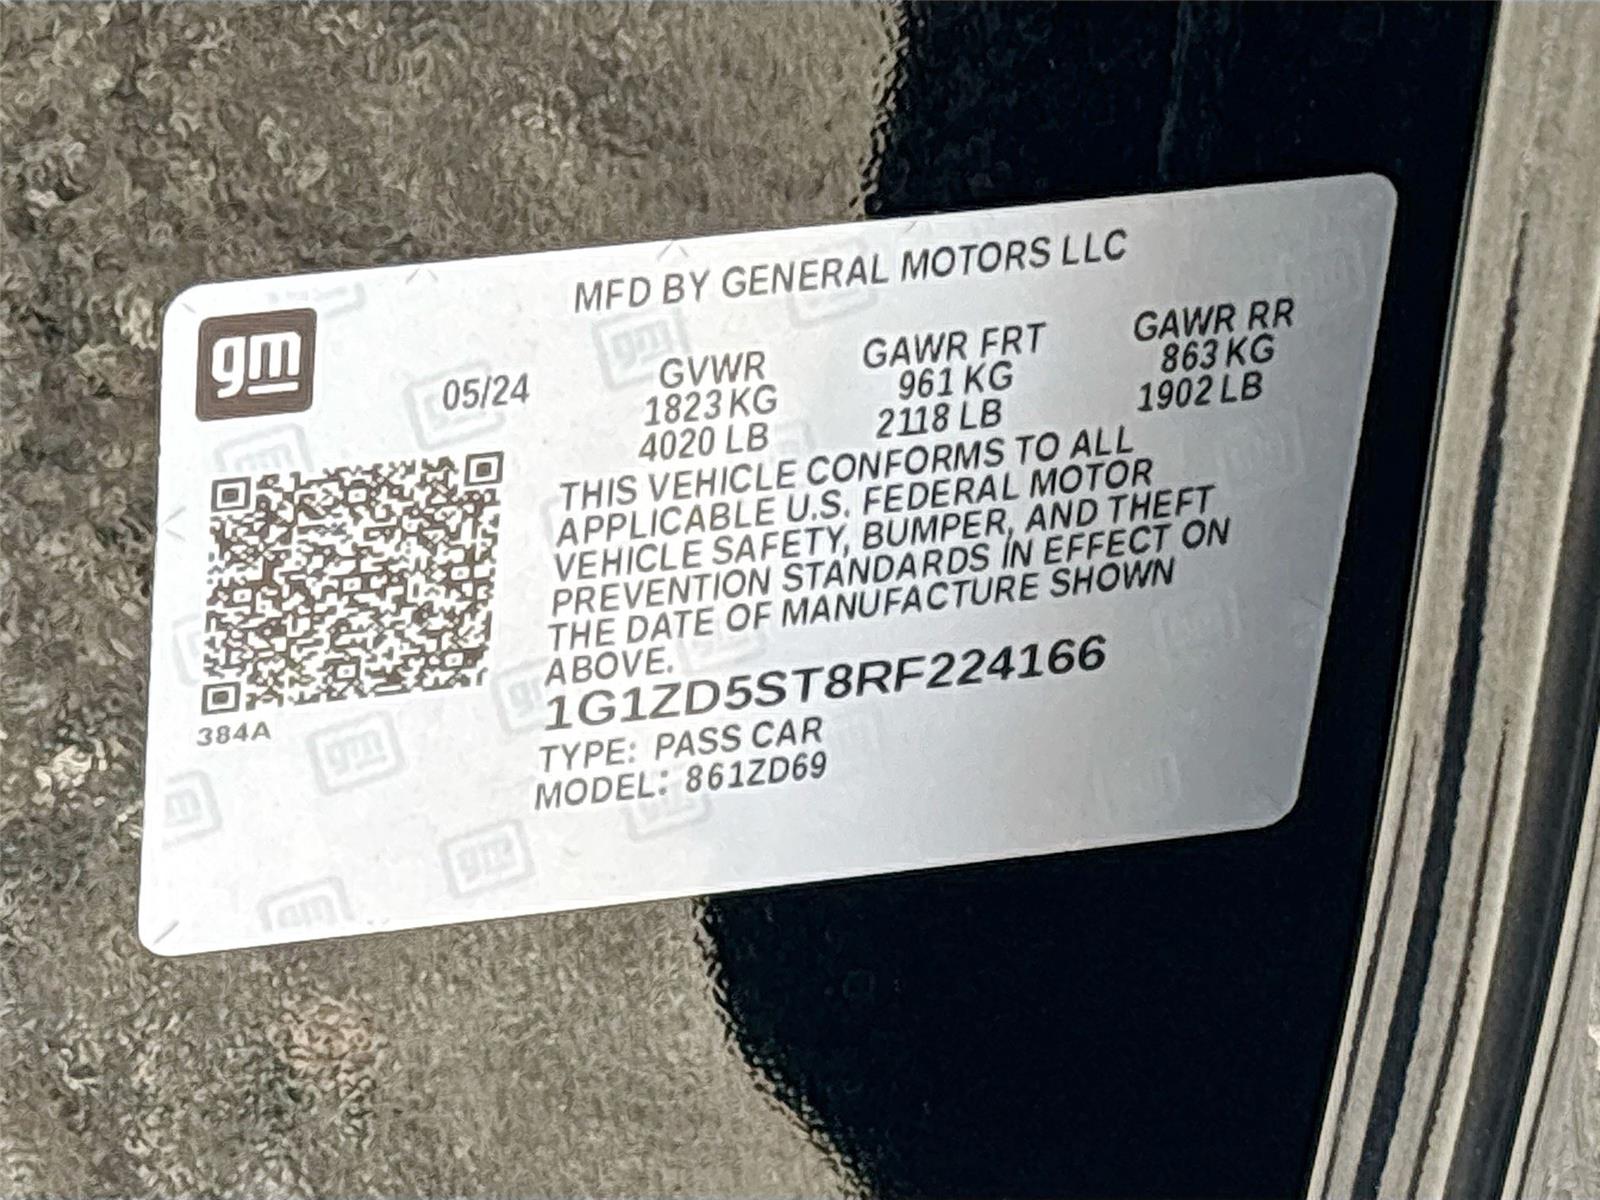 MFD BY GENERAL MOTORS LLC
gm
05/24
GVWR
1823 KG
4020 LB
GAWR FRT
961 KG
2118 LB
GAWR RR
863 KG
1902 LB
THIS VEHICLE CONFORMS TO ALL
APPLICABLE U.S. FEDERAL MOTOR
VEHICLE SAFETY, BUMPER, AND THEFT
PREVENTION STANDARDS IN EFFECT ON
THE DATE OF MANUFACTURE SHOWN
ABOVE.
1G1ZD5ST8RF224166
TYPE: PASS CAR
MODEL: 861ZD69
384A